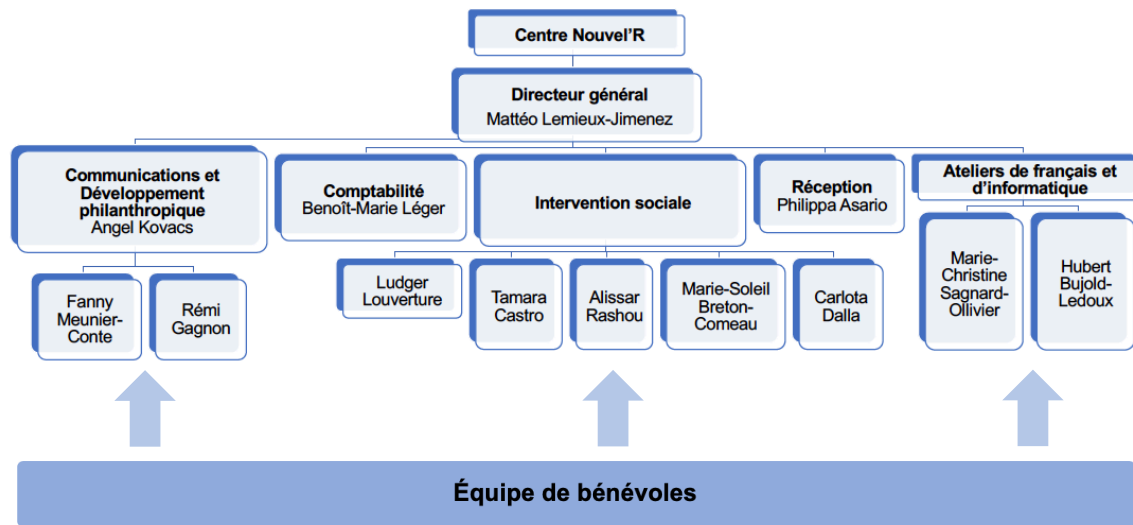 Centre Nouvel'R
Directeur général
Mattéo Lemieux-Jimenez
Communications et
Développement
philanthropique
Angel Kovacs
Comptabilité
Benoît-Marie Léger
Intervention sociale
Réception
Philippa Asario
Ateliers de français et
d'informatique
Fanny
Meunier-
Conte
Rémi
Gagnon
Ludger
Louverture
Tamara
Castro
Alissar
Rashou
Marie-Soleil
Breton-
Comeau
Carlota
Dalla
Marie-
Christine
Sagnard-
Ollivier
Hubert
Bujold-
Ledoux
Équipe de bénévoles